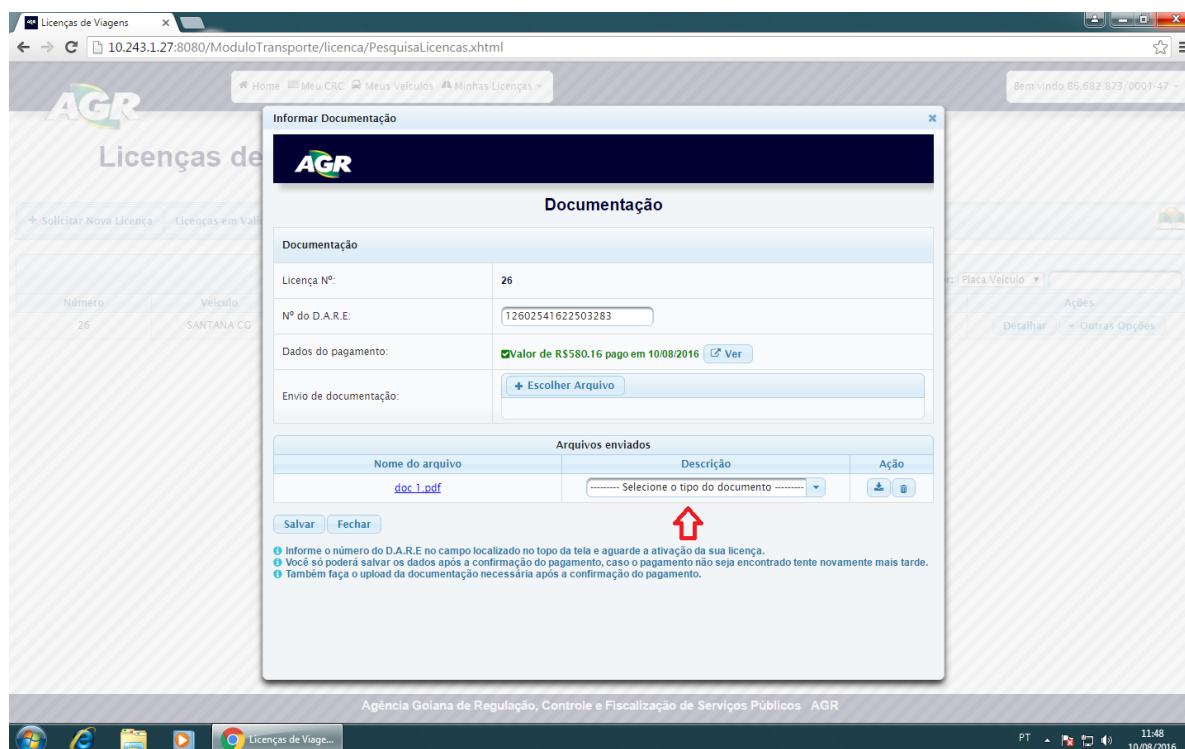 Licenças de Viagens
10.243.1.27:8080/ModuloTransporte/licenca/PesquisaLicencas.xhtml
AGR
Home Meu CRC Meus Veículos Minhas Licenças
Bem vindo 86.682.873/0001-47
Licenças de
+ Solicitar Nova Licença Licenças em Vali
Placa Veículo
Número Veículo Ações
26 SANTANA CG Detalhar Outras Opções
Informar Documentação
AGR
Documentação
Documentação
Licença Nº: 26
Nº do D.A.R.E: 12602541622503283
Dados do pagamento: Valor de R$580.16 pago em 10/08/2016 Ver
+ Escolher Arquivo
Envio de documentação:
Arquivos enviados
Nome do arquivo Descrição Ação
doc 1.pdf --------- Selecione o tipo do documento ---------
Salvar Fechar
Informe o número do D.A.R.E no campo localizado no topo da tela e aguarde a ativação da sua licença.
Você só poderá salvar os dados após a confirmação do pagamento, caso o pagamento não seja encontrado tente novamente mais tarde.
Também faça o upload da documentação necessária após a confirmação do pagamento.
Agência Goiana de Regulação, Controle e Fiscalização de Serviços Públicos AGR
Licenças de Viage...
PT
11:48
10/08/2016